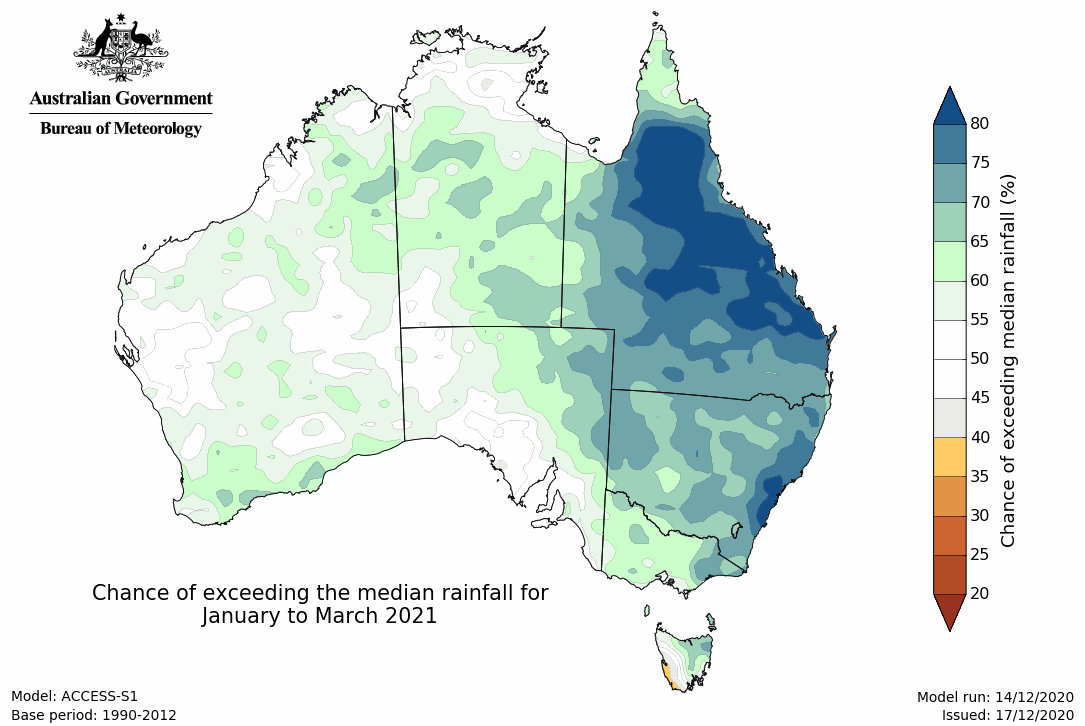 Australian Government
Bureau of Meteorology
80
75
70
65
60
55
50
45
40
35
30
25
20
Chance of exceeding median rainfall (%)
Chance of exceeding the median rainfall for
January to March 2021
Model: ACCESS-S1
Base period: 1990-2012
Model run: 14/12/2020
Issued: 17/12/2020